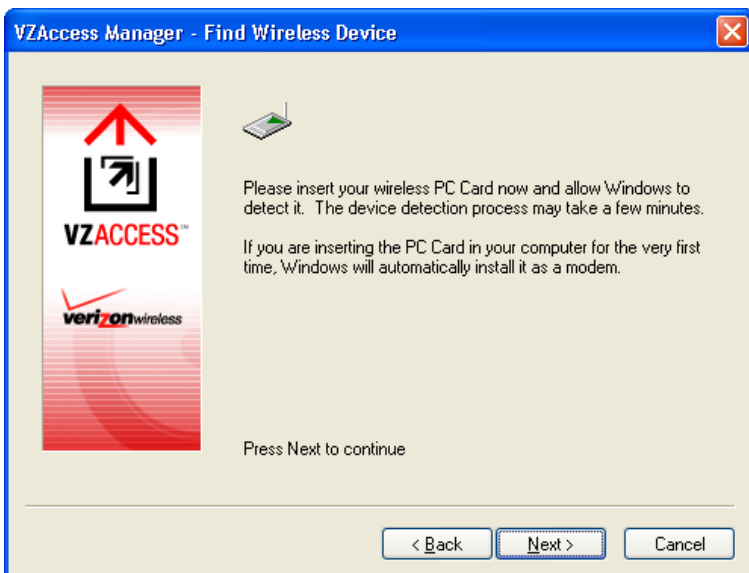 VZAccess Manager - Find Wireless Device
VZACCESS™
verizonwireless
Please insert your wireless PC Card now and allow Windows to
detect it. The device detection process may take a few minutes.
If you are inserting the PC Card in your computer for the very first
time, Windows will automatically install it as a modem.
Press Next to continue
< Back
Next >
Cancel